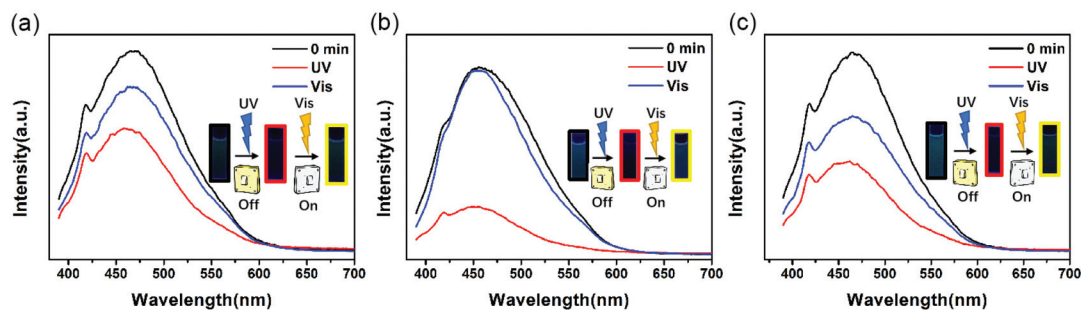 (a)
Intensity(a.u.)
0 min
UV
Vis
UV
Vis
Off
On
400 450 500 550 600 650 700
Wavelength(nm)
(b)
Intensity(a.u.)
0 min
UV
Vis
UV
Vis
Off
On
400 450 500 550 600 650 700
Wavelength(nm)
(c)
Intensity(a.u.)
0 min
UV
Vis
UV
Vis
Off
On
400 450 500 550 600 650 700
Wavelength(nm)